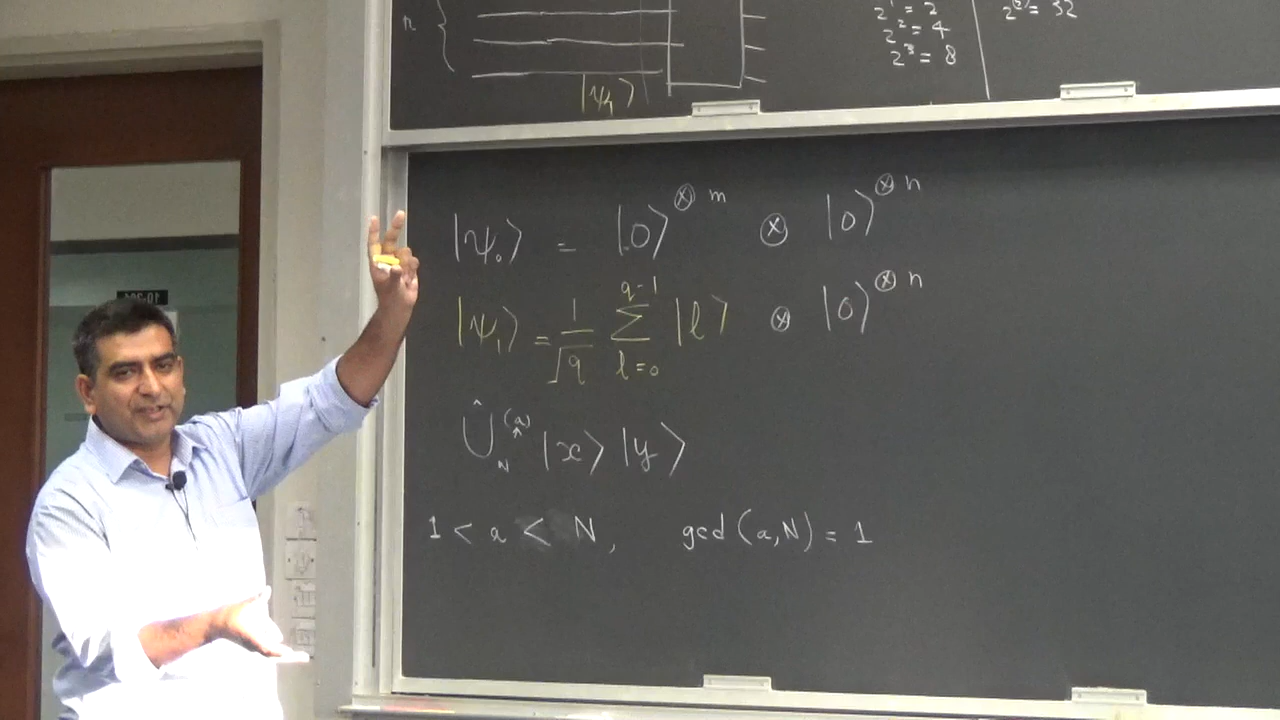 n {
|ψ₁⟩
2¹ = 2
2² = 4
2³ = 8
= 32
|ψ₀⟩ = |0⟩^⊗m ⊗ |0⟩^⊗n
|ψ₁⟩ = 1/√q ∑_{l=0}^{q-1} |l⟩ ⊗ |0⟩^⊗n
Û_N^(a) |x⟩ |y⟩
1 < a < N, gcd (a, N) = 1